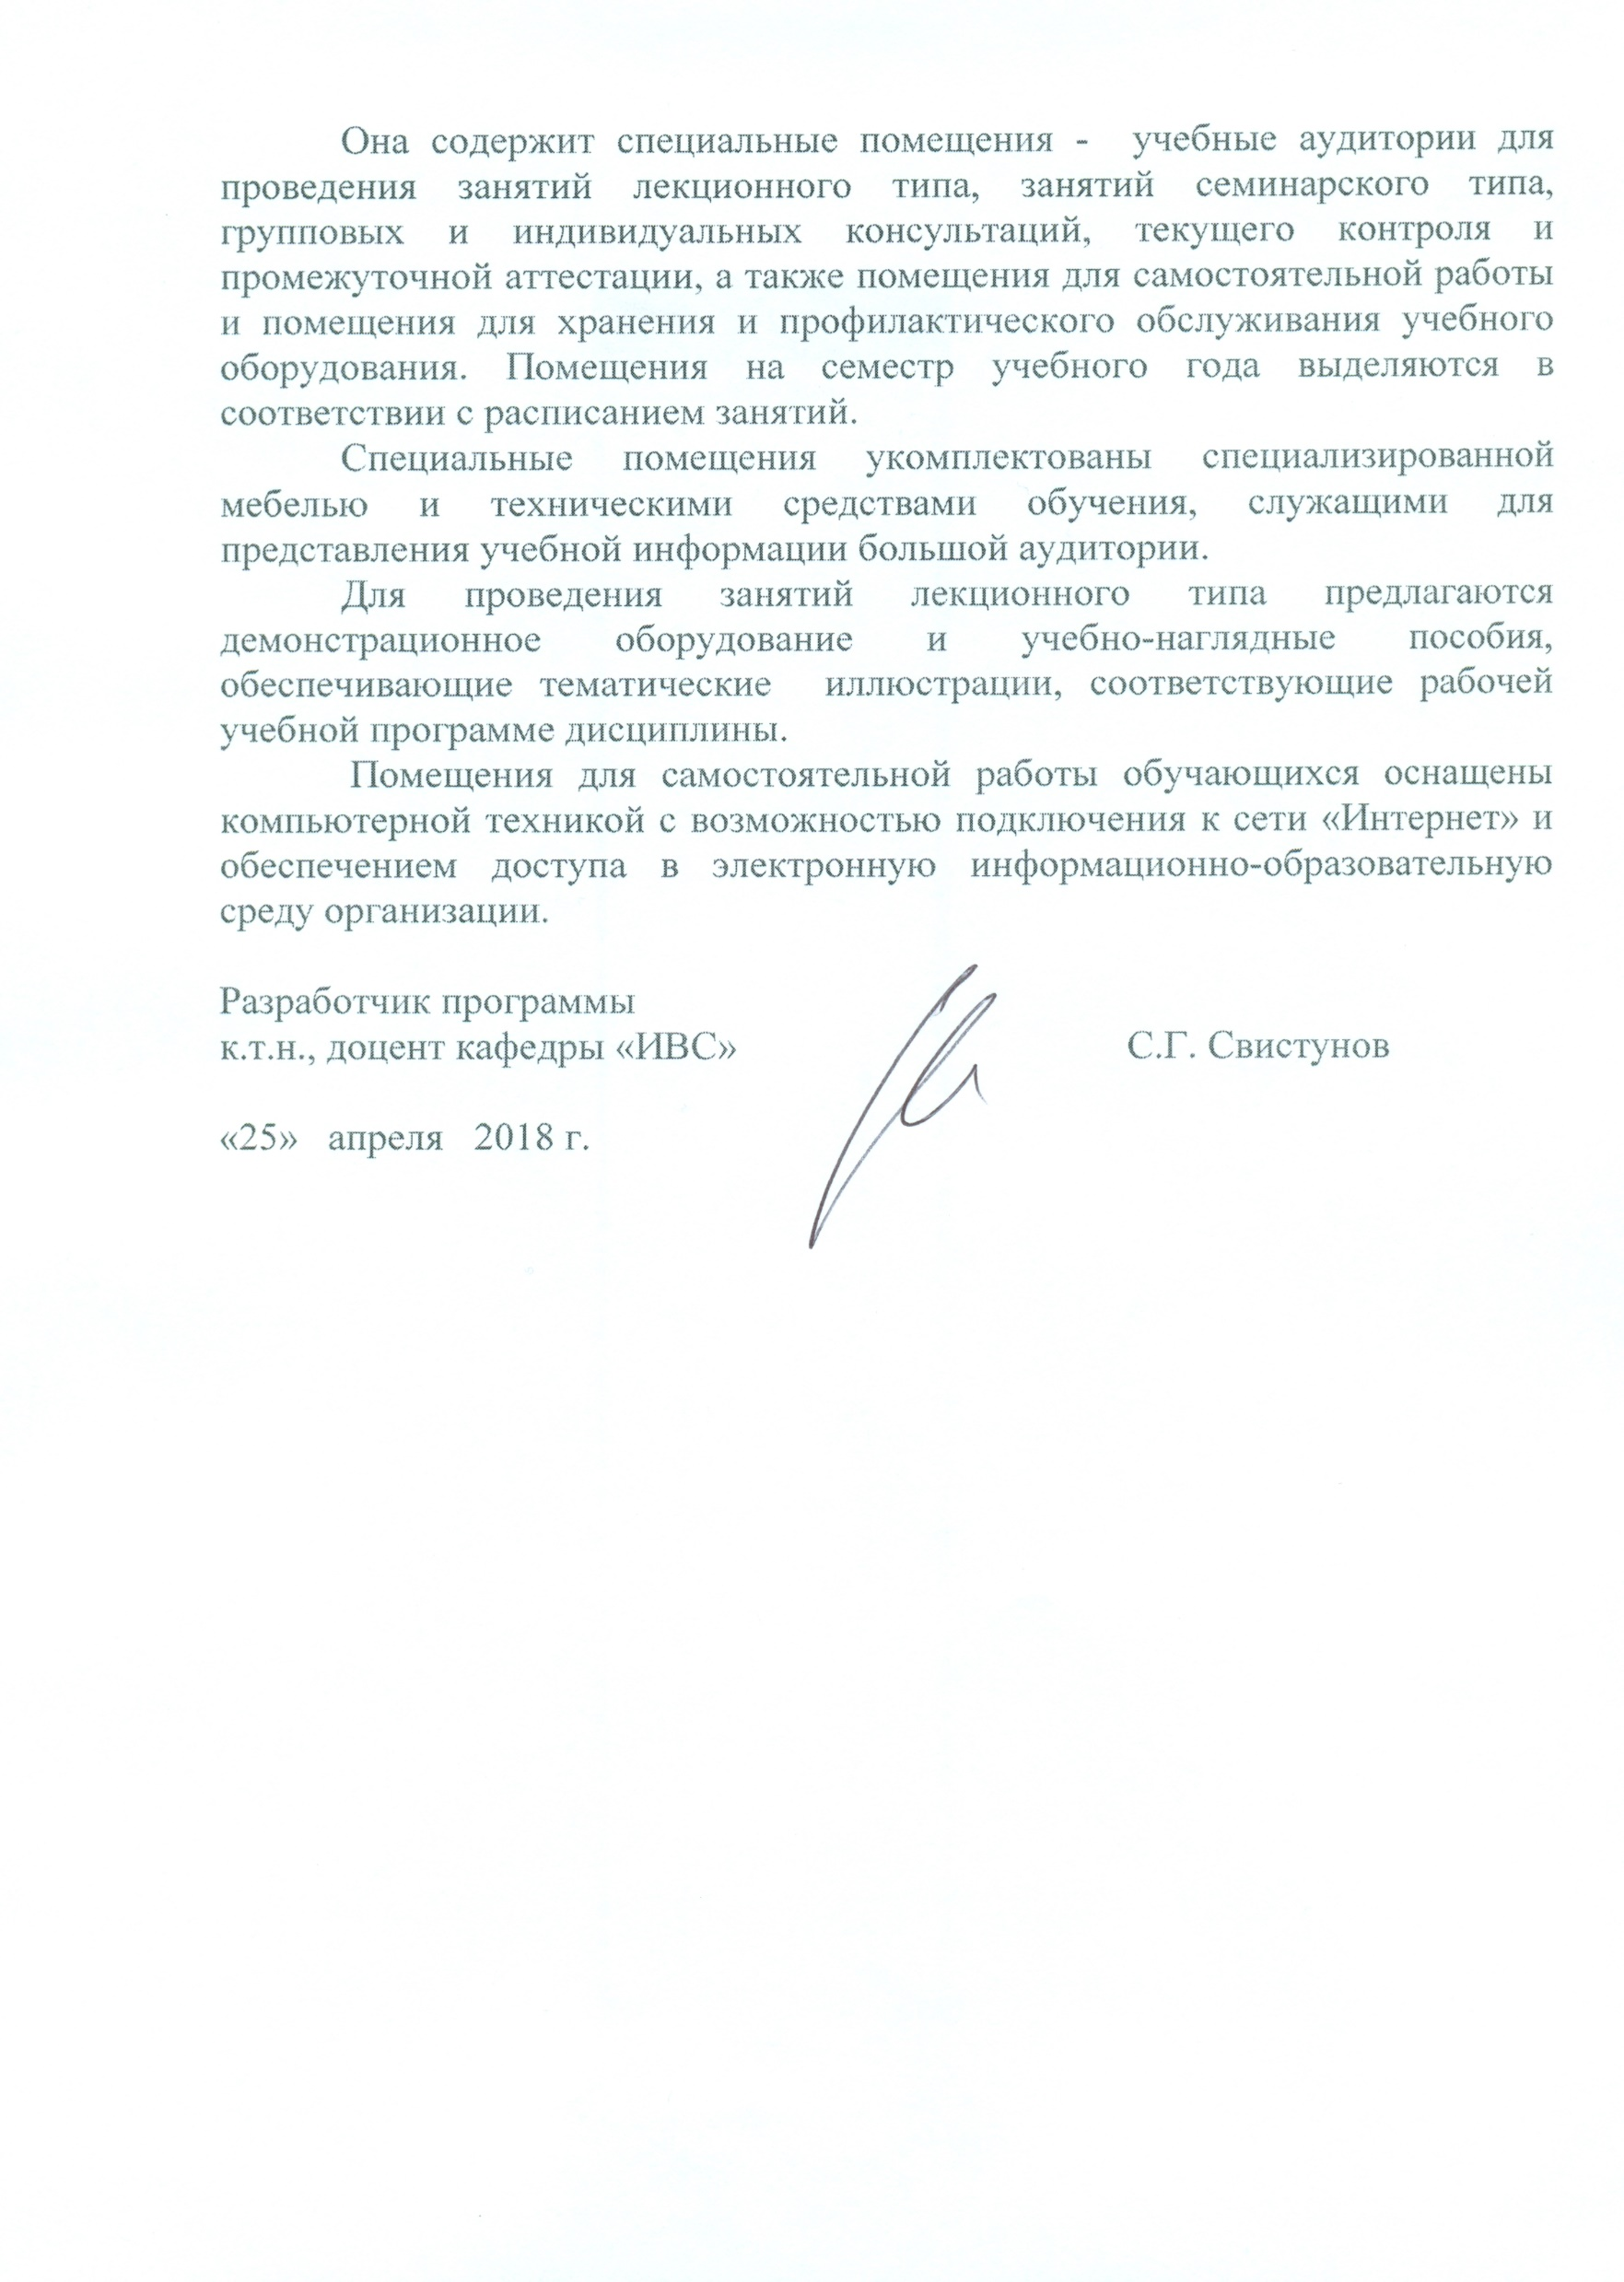 Она содержит специальные помещения - учебные аудитории для
проведения занятий лекционного типа, занятий семинарского типа,
групповых и индивидуальных консультаций, текущего контроля и
промежуточной аттестации, а также помещения для самостоятельной работы
и помещения для хранения и профилактического обслуживания учебного
оборудования. Помещения на семестр учебного года выделяются в
соответствии с расписанием занятий.
Специальные помещения укомплектованы специализированной
мебелью и техническими средствами обучения, служащими для
представления учебной информации большой аудитории.
Для проведения занятий лекционного типа предлагаются
демонстрационное оборудование и учебно-наглядные пособия,
обеспечивающие тематические иллюстрации, соответствующие рабочей
учебной программе дисциплины.
Помещения для самостоятельной работы обучающихся оснащены
компьютерной техникой с возможностью подключения к сети «Интернет» и
обеспечением доступа в электронную информационно-образовательную
среду организации.
Разработчик программы
к.т.н., доцент кафедры «ИВС» С.Г. Свистунов
«25» апреля 2018 г.